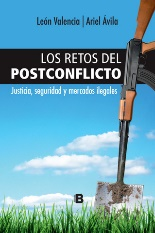 León Valencia | Ariel Ávila
LOS RETOS DEL
POSTCONFLICTO
Justicia, seguridad y mercados ilegales
B